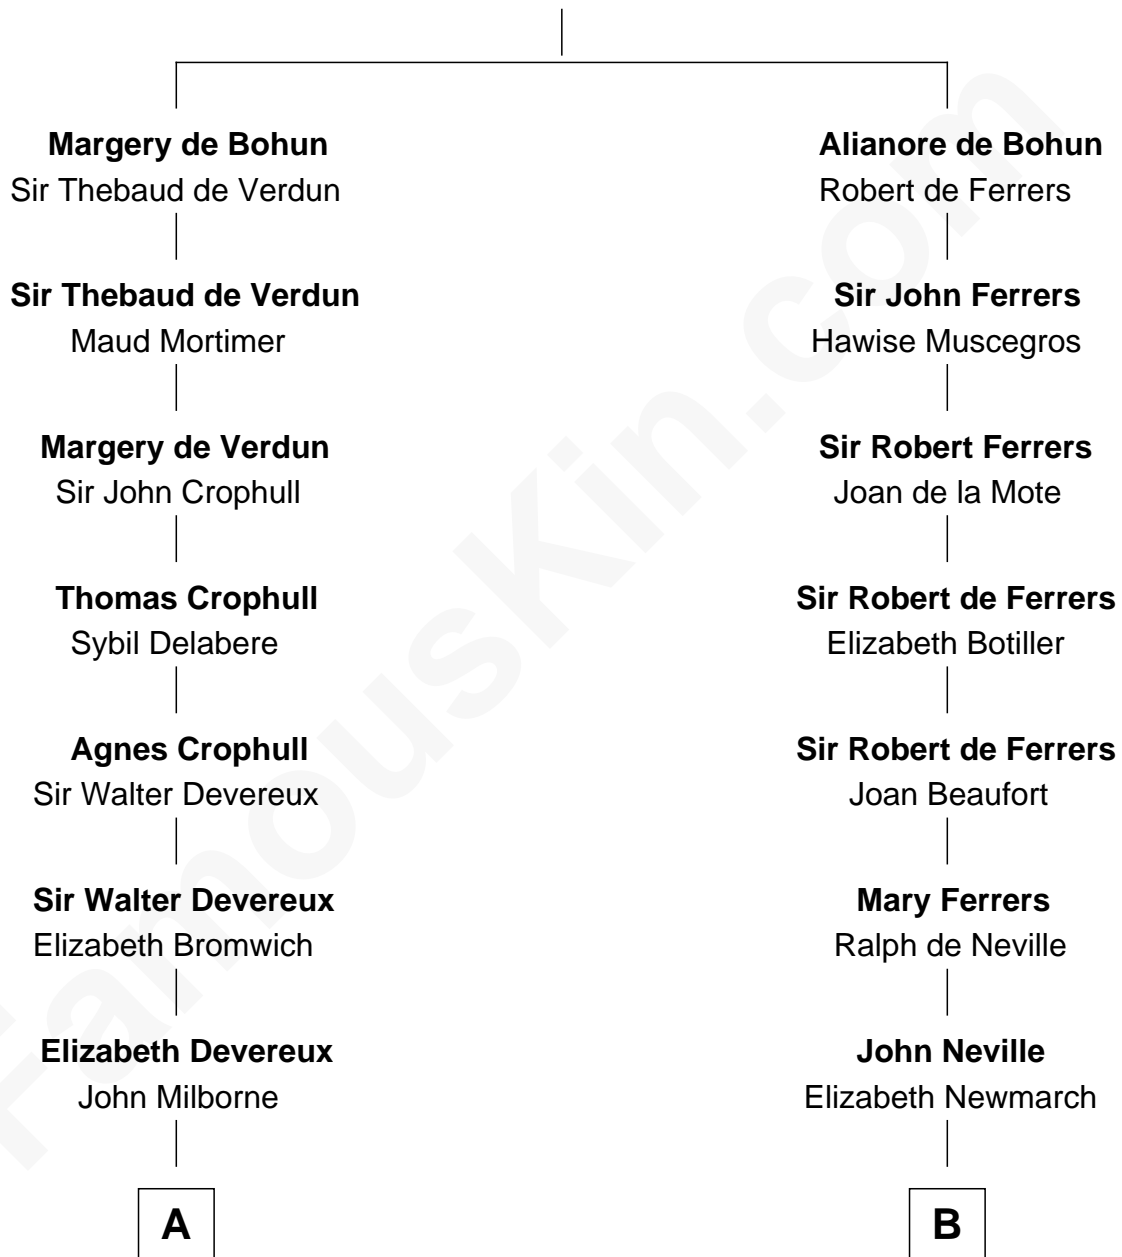 Margery de Bohun
Sir Thebaud de Verdun
Alianore de Bohun
Robert de Ferrers
Sir Thebaud de Verdun
Maud Mortimer
Sir John Ferrers
Hawise Muscegros
Margery de Verdun
Sir John Crophull
Sir Robert Ferrers
Joan de la Mote
Thomas Crophull
Sybil Delabere
Sir Robert de Ferrers
Elizabeth Botiller
Agnes Crophull
Sir Walter Devereux
Sir Robert de Ferrers
Joan Beaufort
Sir Walter Devereux
Elizabeth Bromwich
Mary Ferrers
Ralph de Neville
Elizabeth Devereux
John Milborne
John Neville
Elizabeth Newmarch
A
B
FamousKin.com